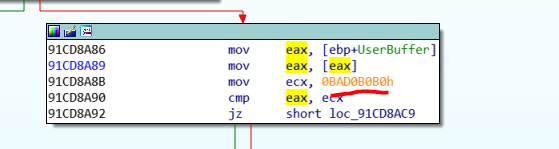 91CD8A86 mov eax, [ebp+UserBuffer]
91CD8A89 mov eax, [eax]
91CD8A8B mov ecx, 0BAD0B0B0h
91CD8A90 cmp eax, ecx
91CD8A92 jz short loc_91CD8AC9